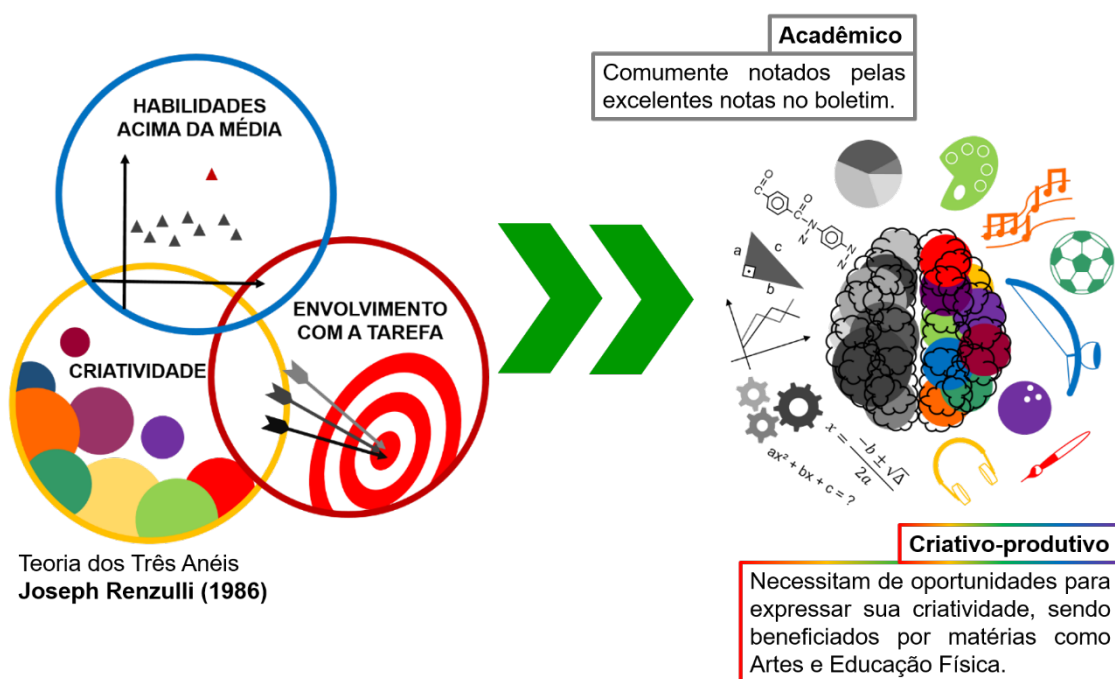 HABILIDADES
ACIMA DA MÉDIA
CRIATIVIDADE
ENVOLVIMENTO
COM A TAREFA
Teoria dos Três Anéis
Joseph Renzulli (1986)
Acadêmico
Comumente notados pelas
excelentes notas no boletim.
O
C
O
C
N
N
N
N
N
a
c
b
x = −b ± √Δ
2a
ax² + bx + c = ?
Criativo-produtivo
Necessitam de oportunidades para
expressar sua criatividade, sendo
beneficiados por matérias como
Artes e Educação Física.